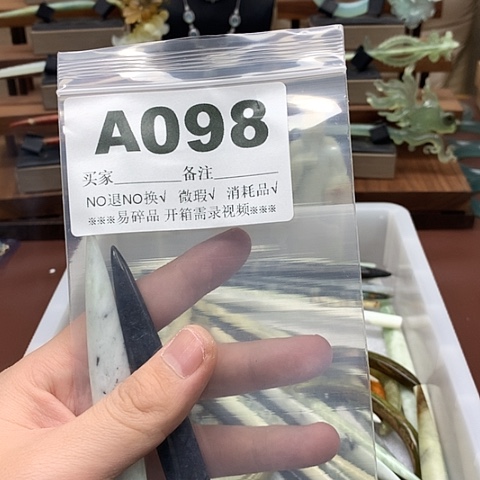 A098
买家________备注________
NO退NO换√ 微瑕√ 消耗品√
※※※易碎品 开箱需录视频※※※